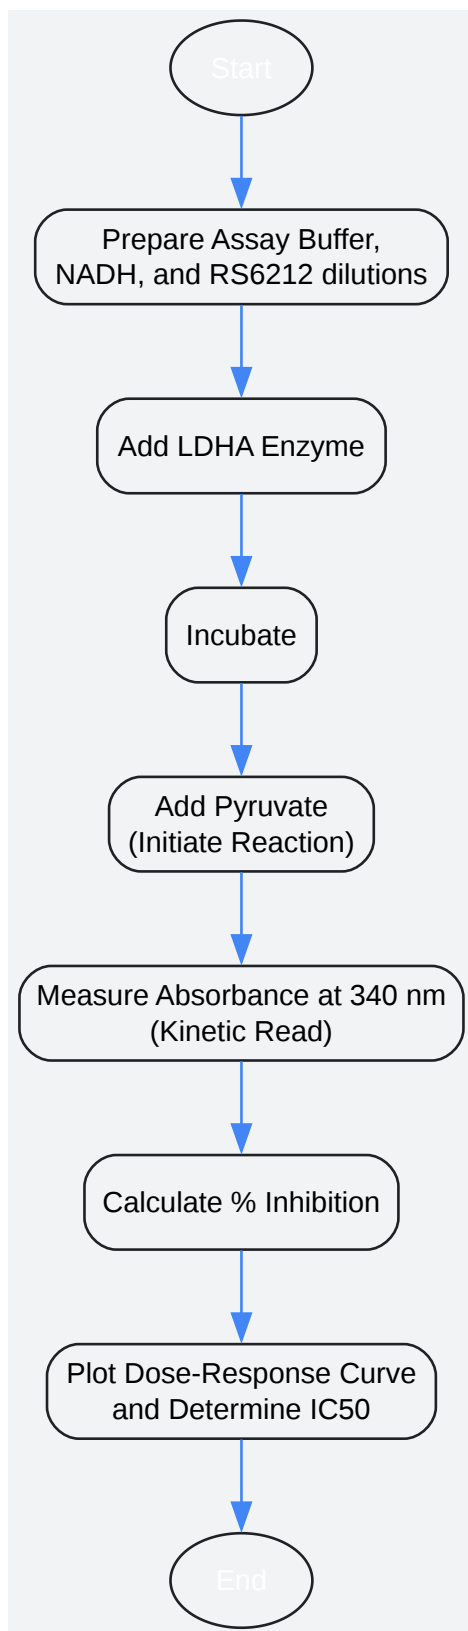 Start
Prepare Assay Buffer,
NADH, and RS6212 dilutions
Add LDHA Enzyme
Incubate
Add Pyruvate
(Initiate Reaction)
Measure Absorbance at 340 nm
(Kinetic Read)
Calculate % Inhibition
Plot Dose-Response Curve
and Determine IC50
End